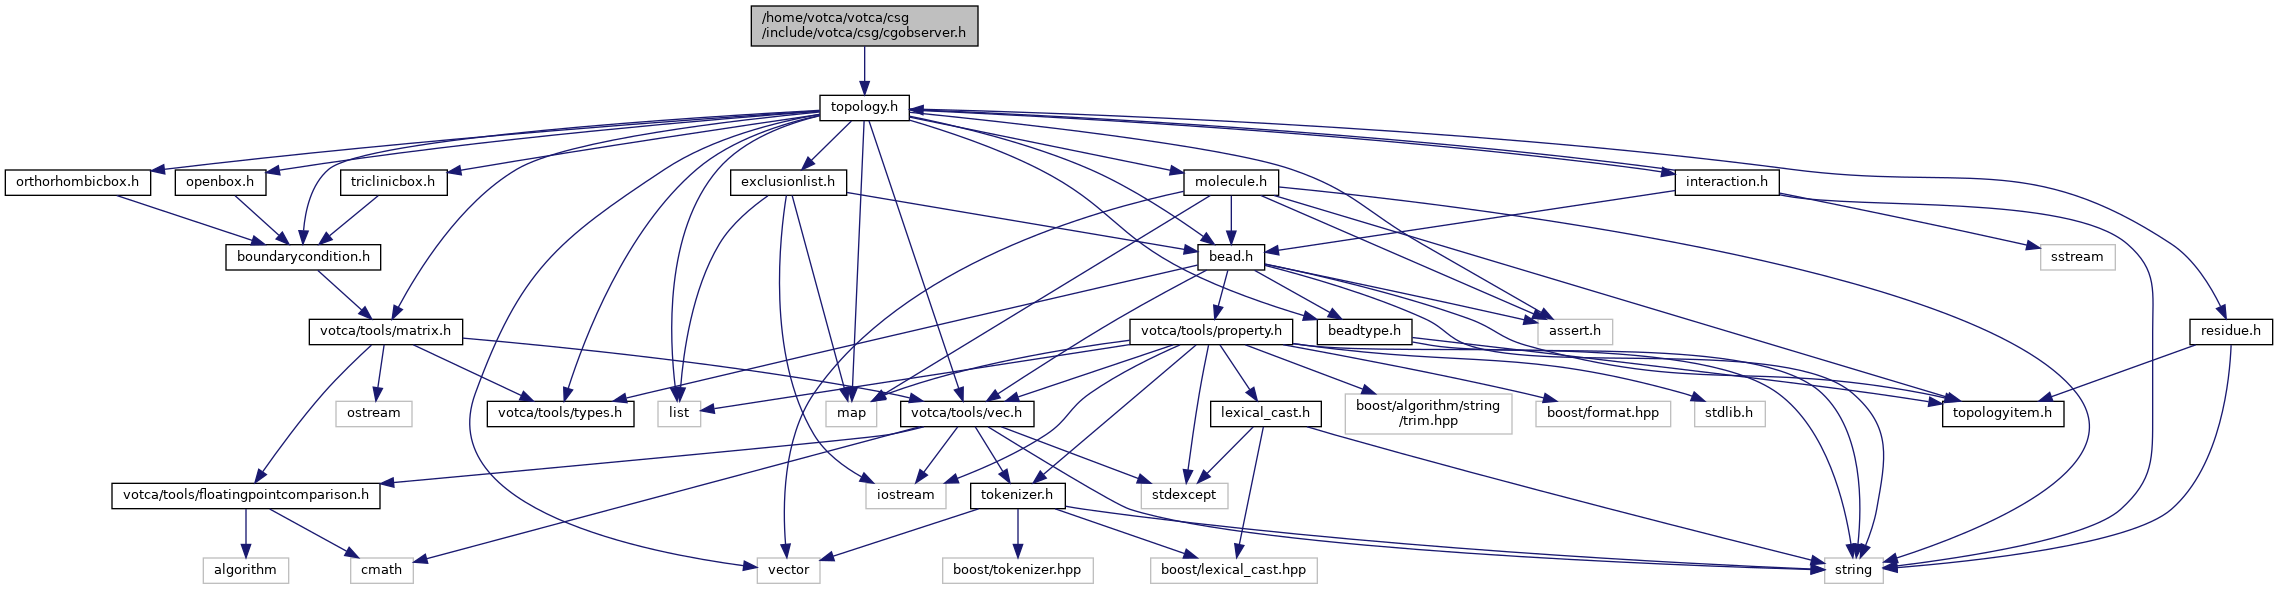 /home/votca/votca/csg
/include/votca/csg/cgobserver.h
topology.h
orthorhombicbox.h
openbox.h
triclinicbox.h
exclusionlist.h
molecule.h
interaction.h
boundarycondition.h
bead.h
sstream
votca/tools/matrix.h
votca/tools/property.h
beadtype.h
assert.h
residue.h
ostream
votca/tools/types.h
list
map
votca/tools/vec.h
lexical_cast.h
boost/algorithm/string
/trim.hpp
boost/format.hpp
stdlib.h
topologyitem.h
votca/tools/floatingpointcomparison.h
iostream
tokenizer.h
stdexcept
algorithm
cmath
vector
boost/tokenizer.hpp
boost/lexical_cast.hpp
string